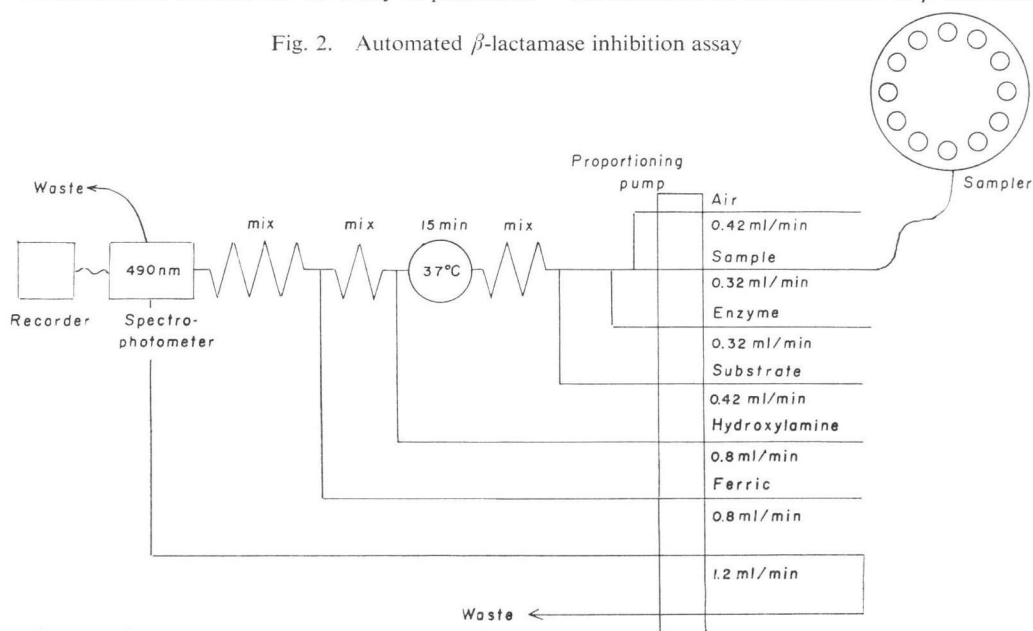 Fig. 2. Automated β-lactamase inhibition assay
Proportioning
pump
Sampler
Air
0.42 ml/min
Sample
0.32 ml/min
Enzyme
0.32 ml/min
Substrate
0.42 ml/min
Hydroxylamine
0.8 ml/min
Ferric
0.8 ml/min
1.2 ml/min
Waste
mix
mix
15 min
mix
490nm
37°C
Recorder
Spectro-
photometer
Waste